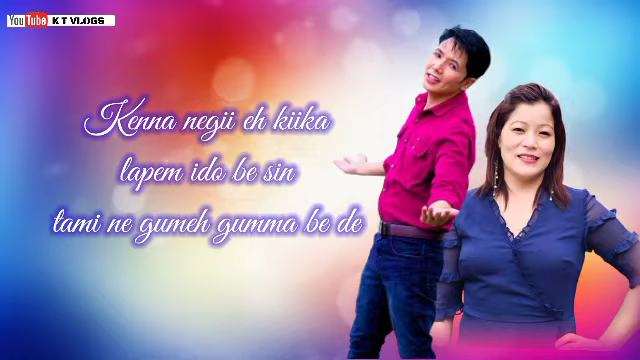 YouTube K T VLOGS
Kenna negii eh kiika
lapem ido be sin
tami ne gumeh gumma be de